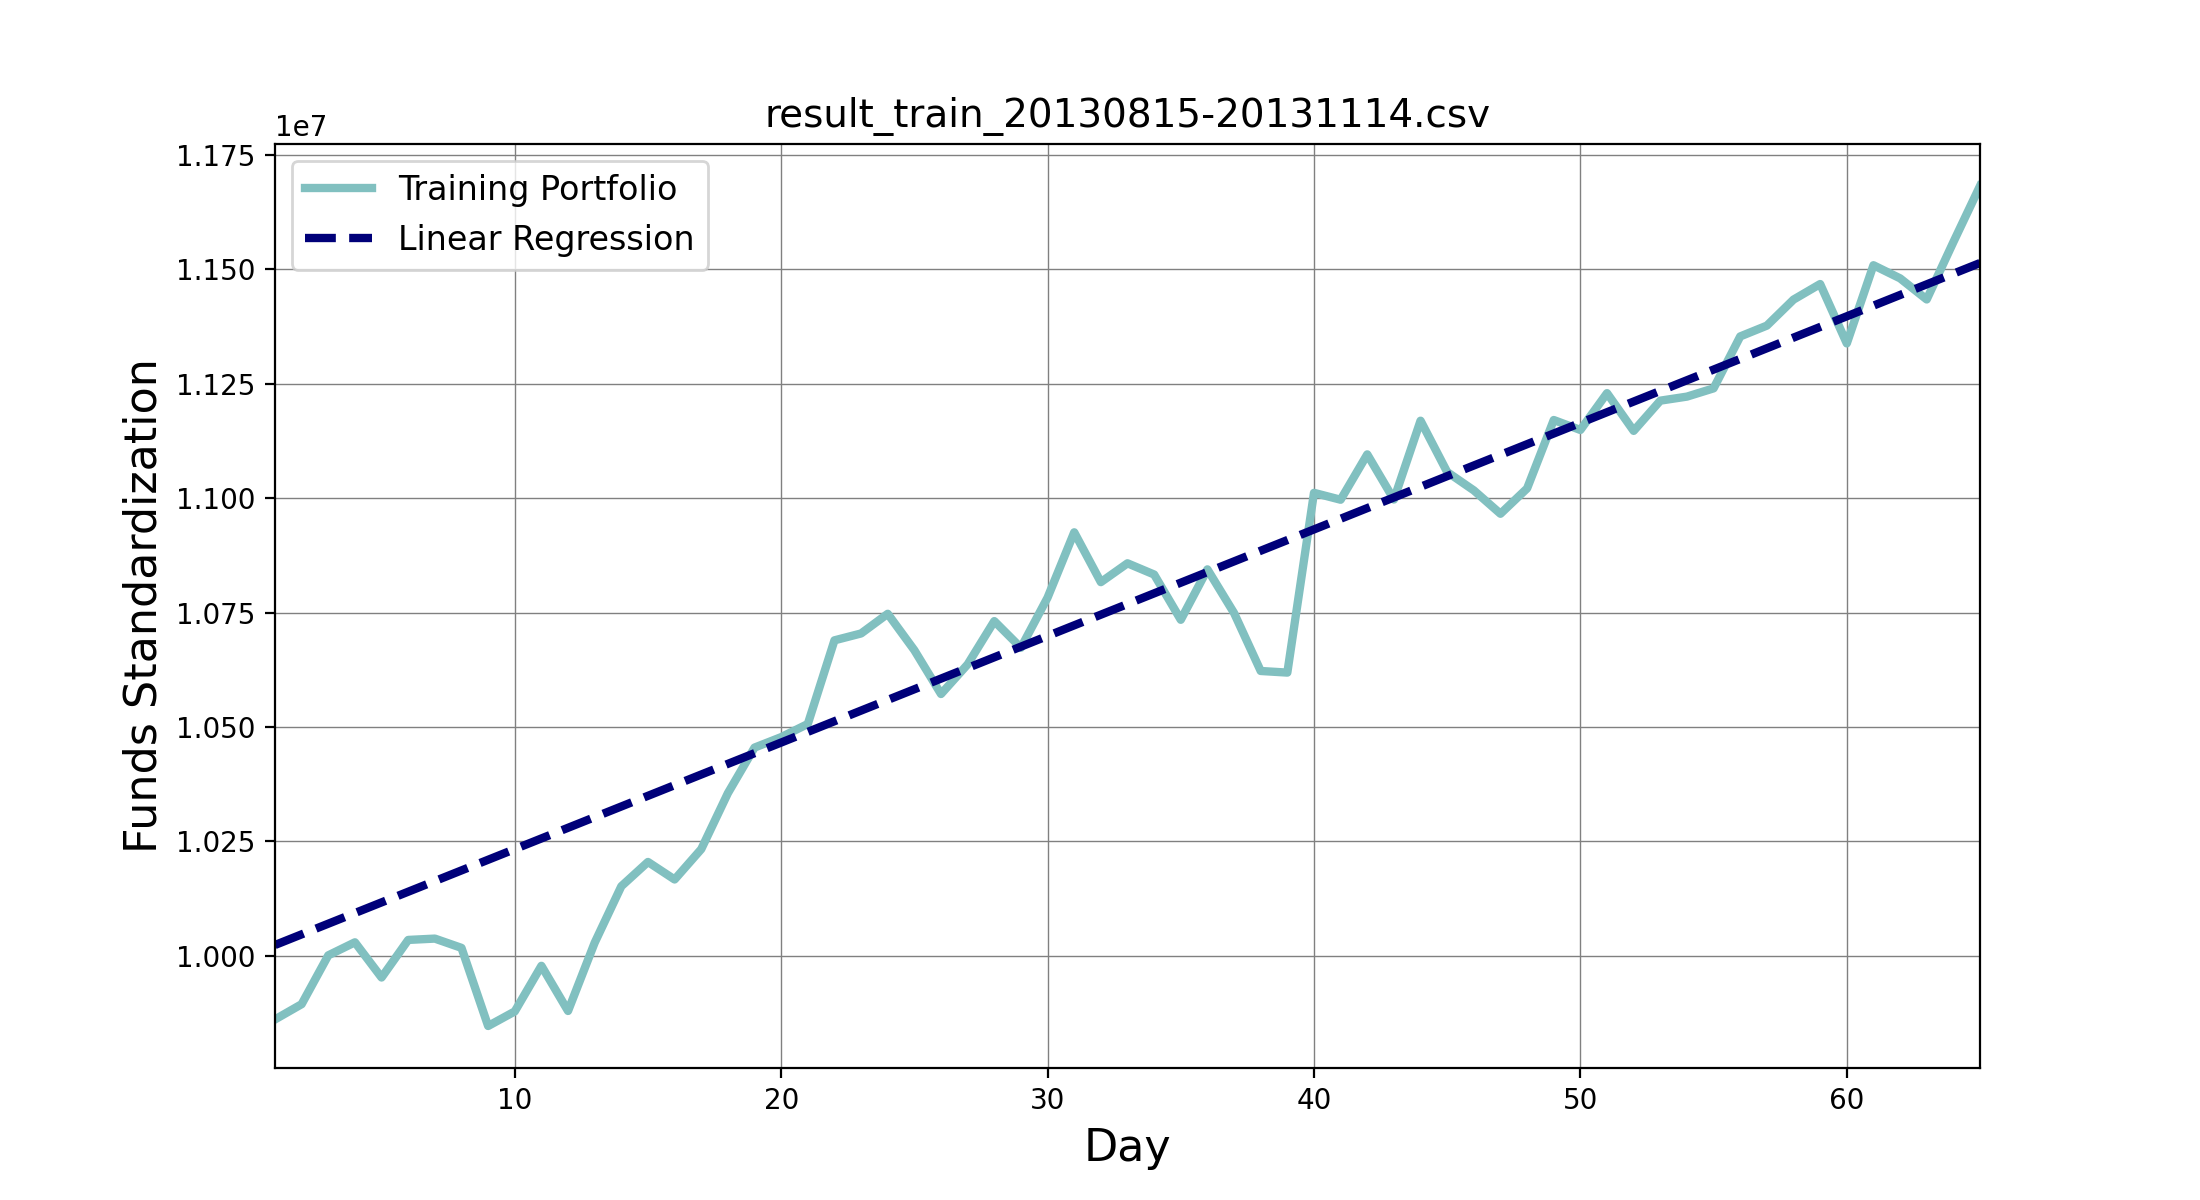 result_train_20130815-20131114.csv
1e7
1.175
1.150
1.125
1.100
1.075
1.050
1.025
1.000
Funds Standardization
Training Portfolio
Linear Regression
10 20 30 40 50 60
Day